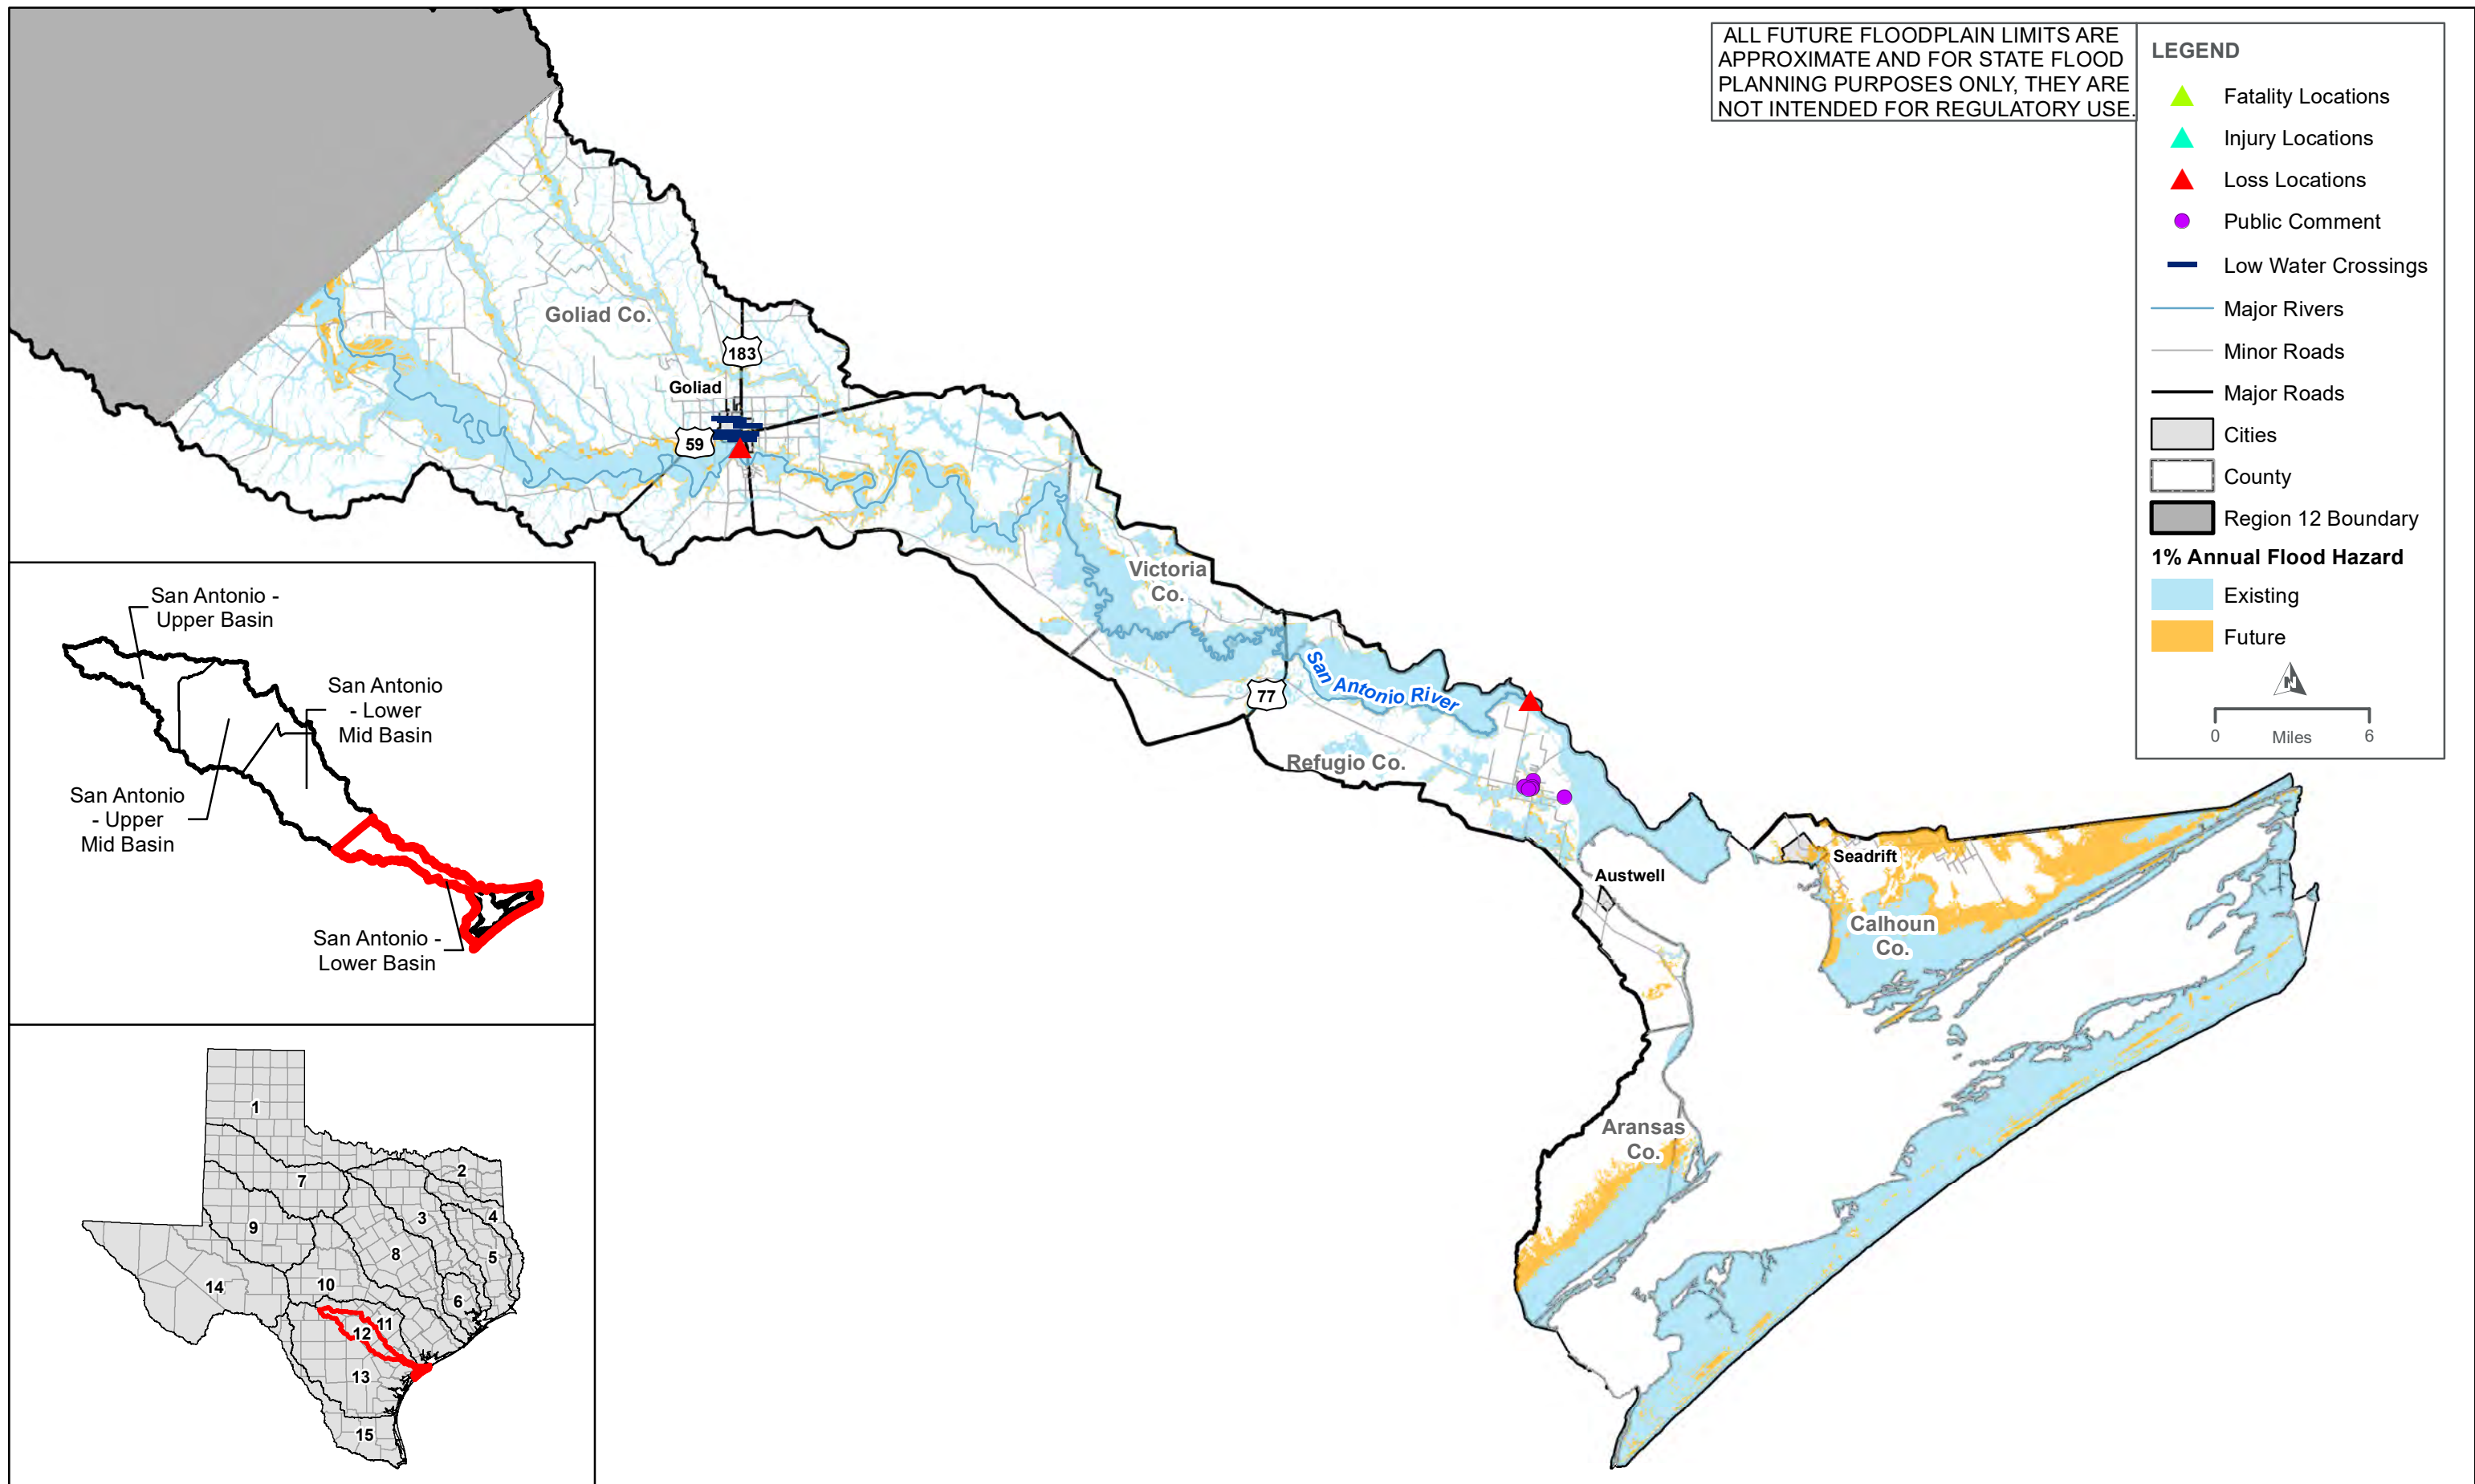 ALL FUTURE FLOODPLAIN LIMITS ARE
APPROXIMATE AND FOR STATE FLOOD
PLANNING PURPOSES ONLY, THEY ARE
NOT INTENDED FOR REGULATORY USE.
LEGEND
Fatality Locations
Injury Locations
Loss Locations
Public Comment
Low Water Crossings
Major Rivers
Minor Roads
Major Roads
Cities
County
Region 12 Boundary
1% Annual Flood Hazard
Existing
Future
N
0 Miles 6
Goliad Co.
183
Goliad
59
Victoria
Co.
San Antonio River
77
Refugio Co.
Seadrift
Austwell
Calhoun
Co.
Aransas
Co.
San Antonio -
Upper Basin
San Antonio
- Lower
Mid Basin
San Antonio
- Upper
Mid Basin
San Antonio -
Lower Basin
1
2
7
3
4
9
8
5
14
10
6
11
12
13
15